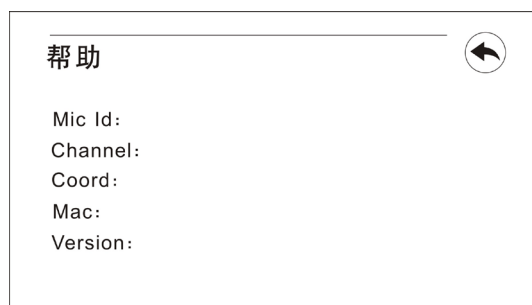 帮助
Mic Id：
Channel：
Coord：
Mac：
Version：